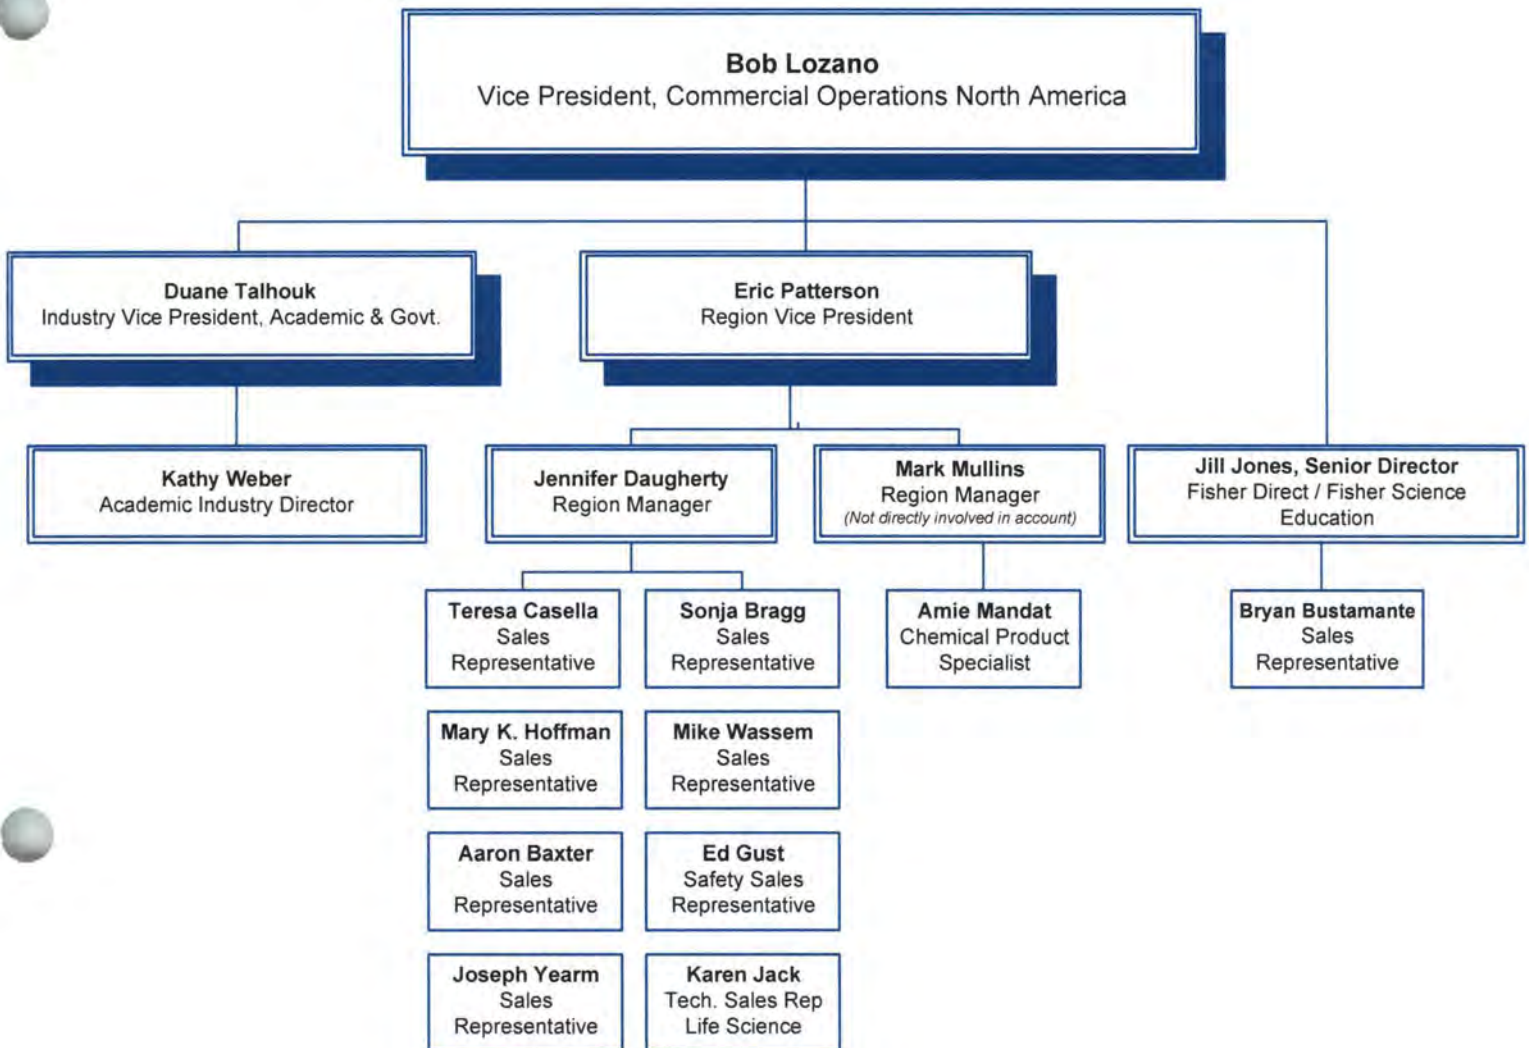 Bob Lozano
Vice President, Commercial Operations North America
Duane Talhouk
Industry Vice President, Academic & Govt.
Eric Patterson
Region Vice President
Kathy Weber
Academic Industry Director
Jennifer Daugherty
Region Manager
Mark Mullins
Region Manager
(Not directly involved in account)
Jill Jones, Senior Director
Fisher Direct / Fisher Science
Education
Teresa Casella
Sales
Representative
Sonja Bragg
Sales
Representative
Amie Mandat
Chemical Product
Specialist
Bryan Bustamante
Sales
Representative
Mary K. Hoffman
Sales
Representative
Mike Wassem
Sales
Representative
Aaron Baxter
Sales
Representative
Ed Gust
Safety Sales
Representative
Joseph Yearm
Sales
Representative
Karen Jack
Tech. Sales Rep
Life Science